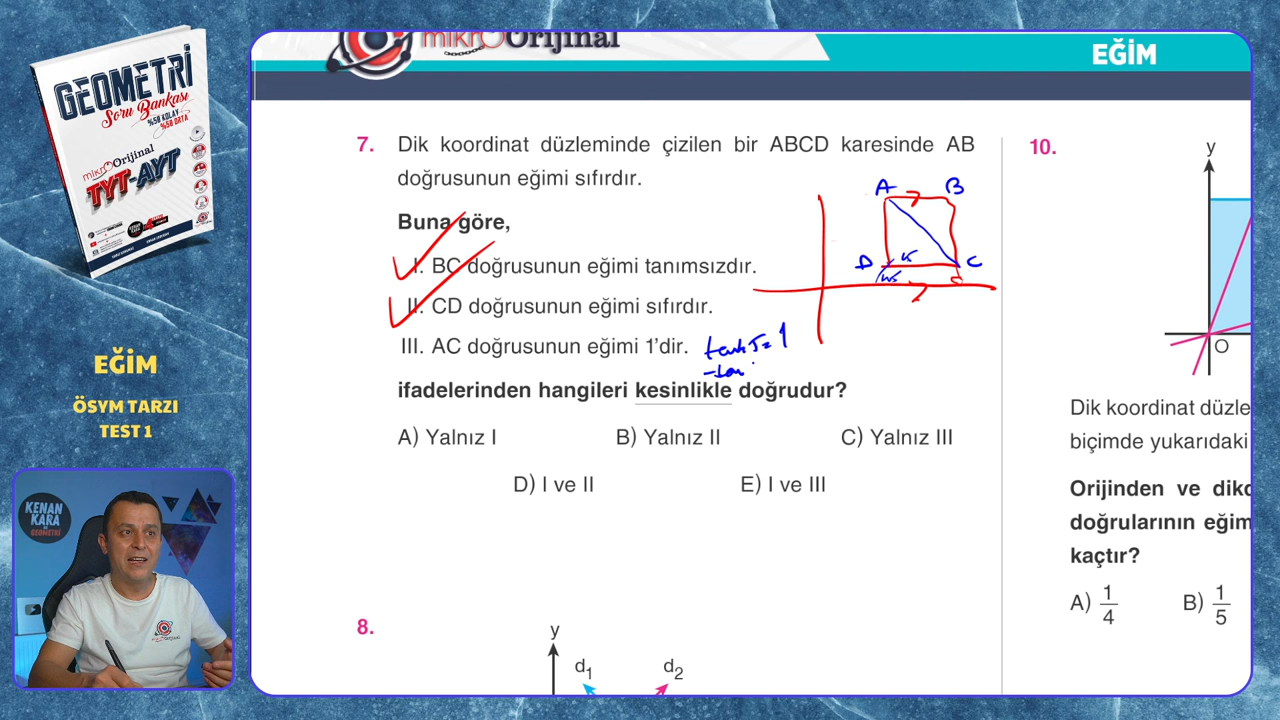 GEOMETRİ
Soru Bankası
%50 KOLAY
%50 ORTA
mikro Orijinal
TYT-AYT
EĞİM
ÖSYM TARZI
TEST 1
KENAN
KARA
GEOMETRİ
mikro Orijinal
EĞİM
7. Dik koordinat düzleminde çizilen bir ABCD karesinde AB
doğrusunun eğimi sıfırdır.
Buna göre,
I. BC doğrusunun eğimi tanımsızdır.
II. CD doğrusunun eğimi sıfırdır.
III. AC doğrusunun eğimi 1'dir.
ifadelerinden hangileri kesinlikle doğrudur?
A) Yalnız I B) Yalnız II C) Yalnız III
D) I ve II E) I ve III
A B
D C
8.
y
d1 d2
10.
y
O
Dik koordinat düzle
biçimde yukarıdaki
Orijinden ve dikd
doğrularının eğim
kaçtır?
A) 1/4 B) 1/5